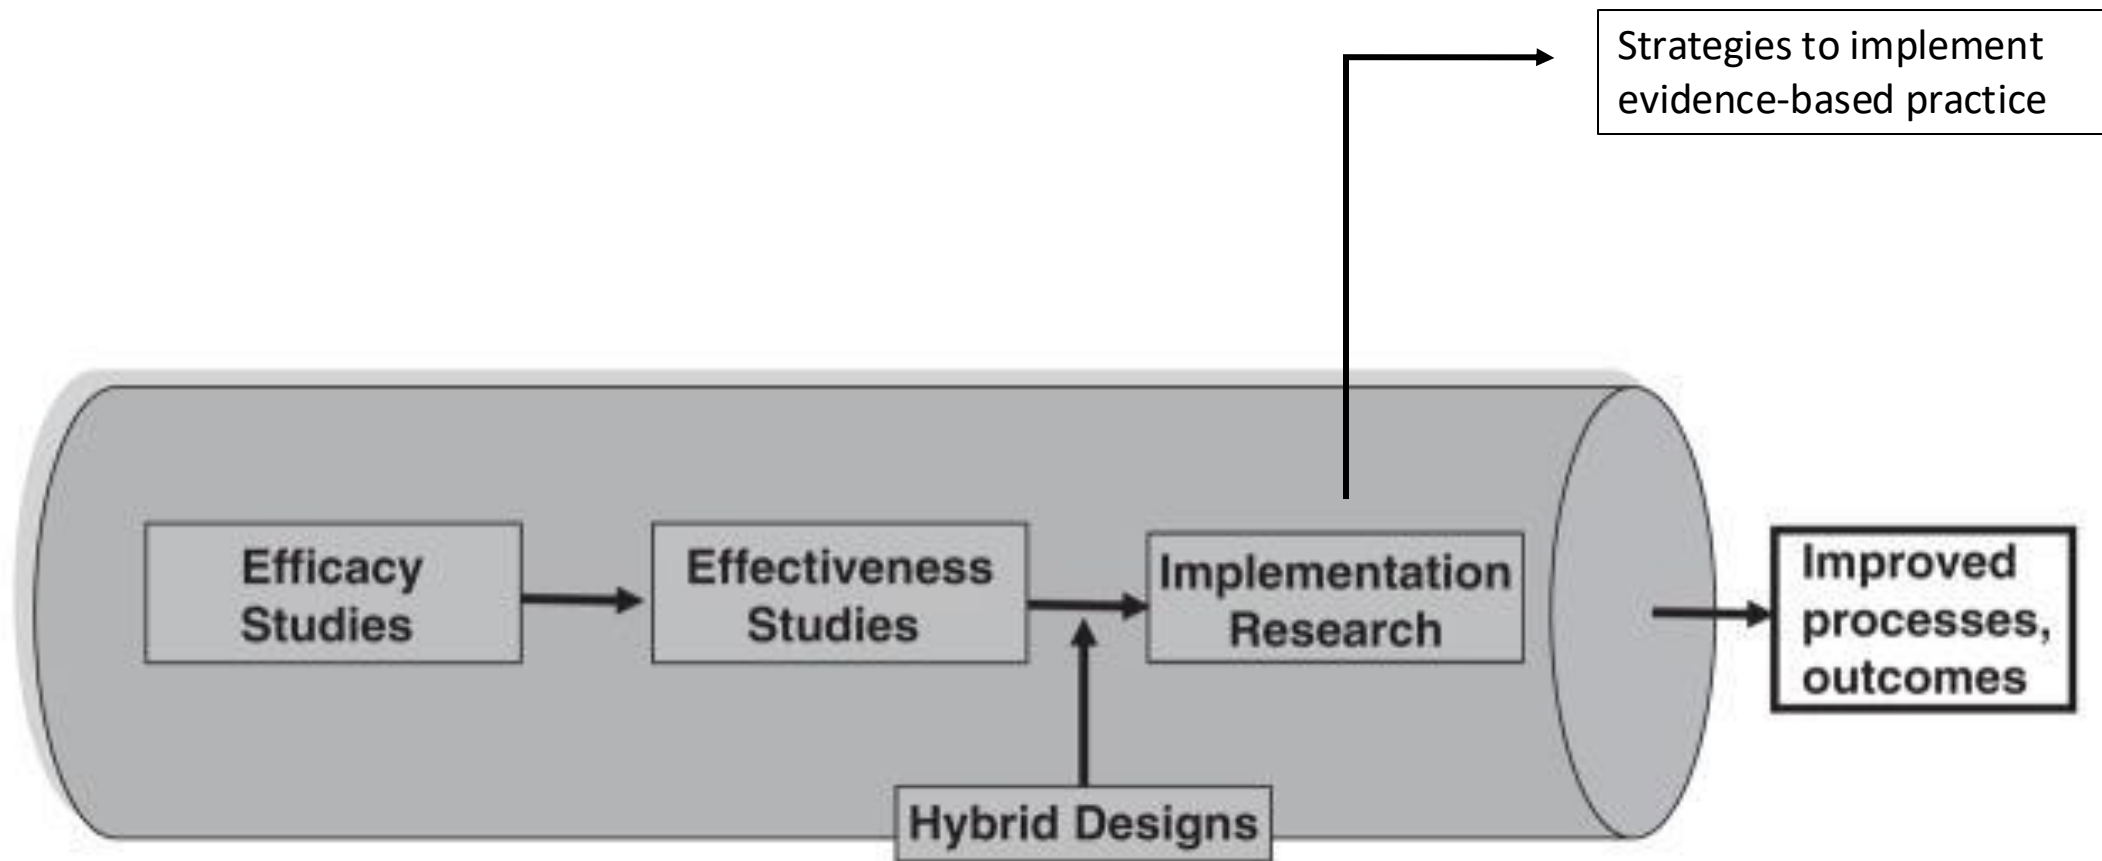 Strategies to implement
evidence-based practice
Efficacy
Studies
Effectiveness
Studies
Implementation
Research
Improved
processes,
outcomes
Hybrid Designs